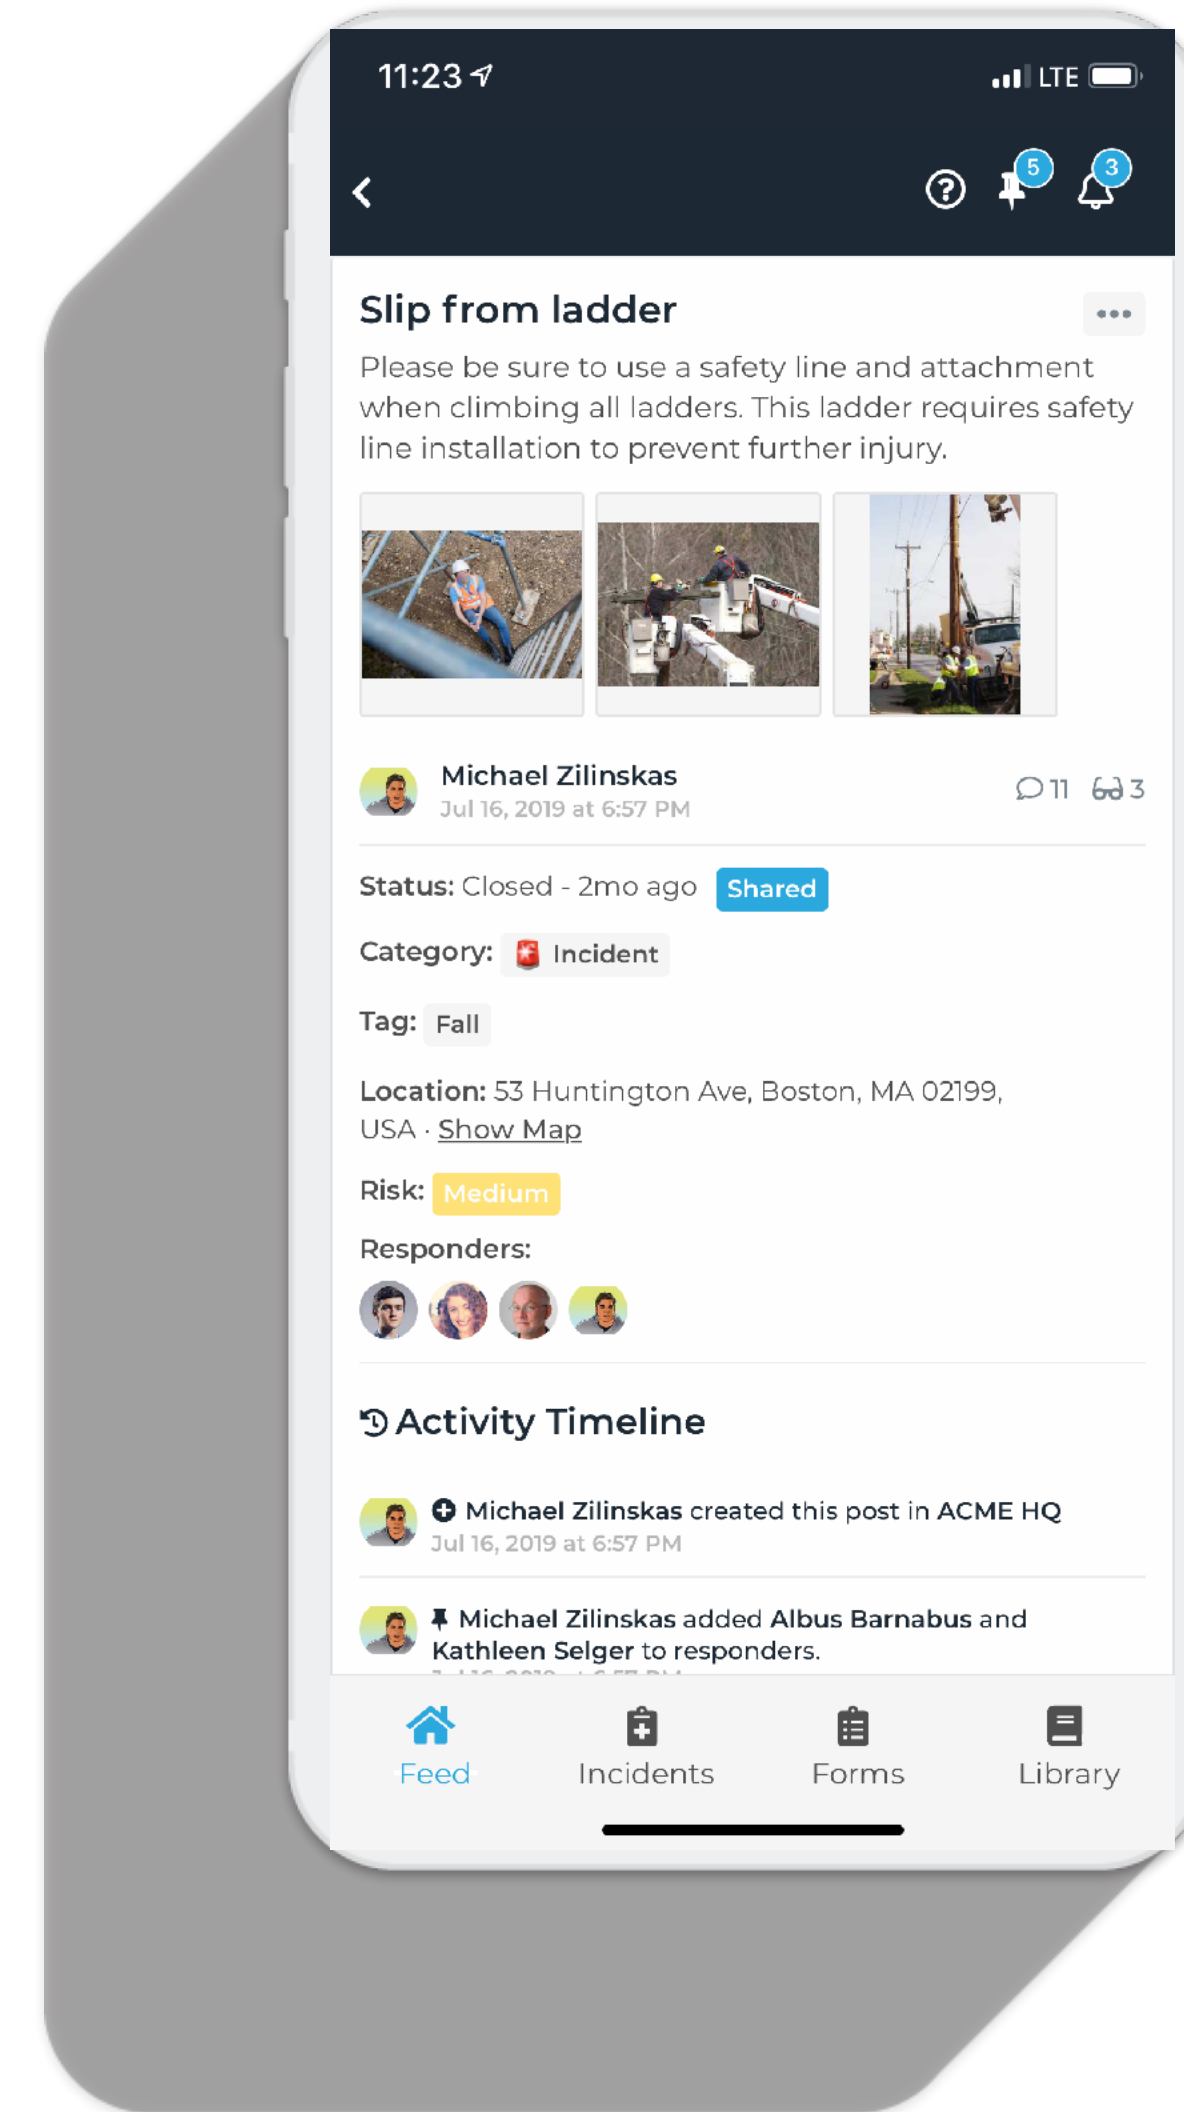 11:23 LTE
5 3
Slip from ladder
Please be sure to use a safety line and attachment
when climbing all ladders. This ladder requires safety
line installation to prevent further injury.
Michael Zilinskas
Jul 16, 2019 at 6:57 PM
11 3
Status: Closed - 2mo ago Shared
Category: Incident
Tag: Fall
Location: 53 Huntington Ave, Boston, MA 02199,
USA · Show Map
Risk: Medium
Responders:
Activity Timeline
Michael Zilinskas created this post in ACME HQ
Jul 16, 2019 at 6:57 PM
Michael Zilinskas added Albus Barnabus and
Kathleen Selger to responders.
Feed Incidents Forms Library